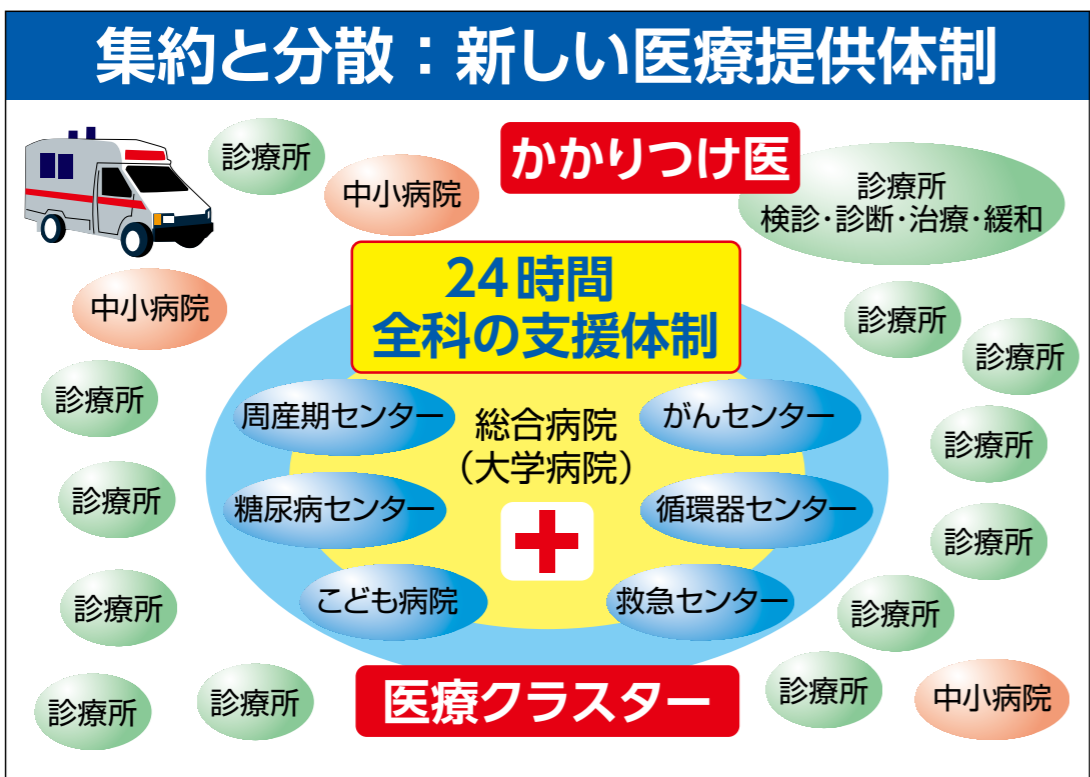 集約と分散：新しい医療提供体制
診療所
中小病院
かかりつけ医
診療所
検診・診断・治療・緩和
24時間
全科の支援体制
中小病院
診療所
診療所
診療所
周産期センター
総合病院
（大学病院）
がんセンター
診療所
糖尿病センター
循環器センター
診療所
診療所
こども病院
救急センター
診療所
診療所
診療所
診療所
医療クラスター
診療所
中小病院
診療所